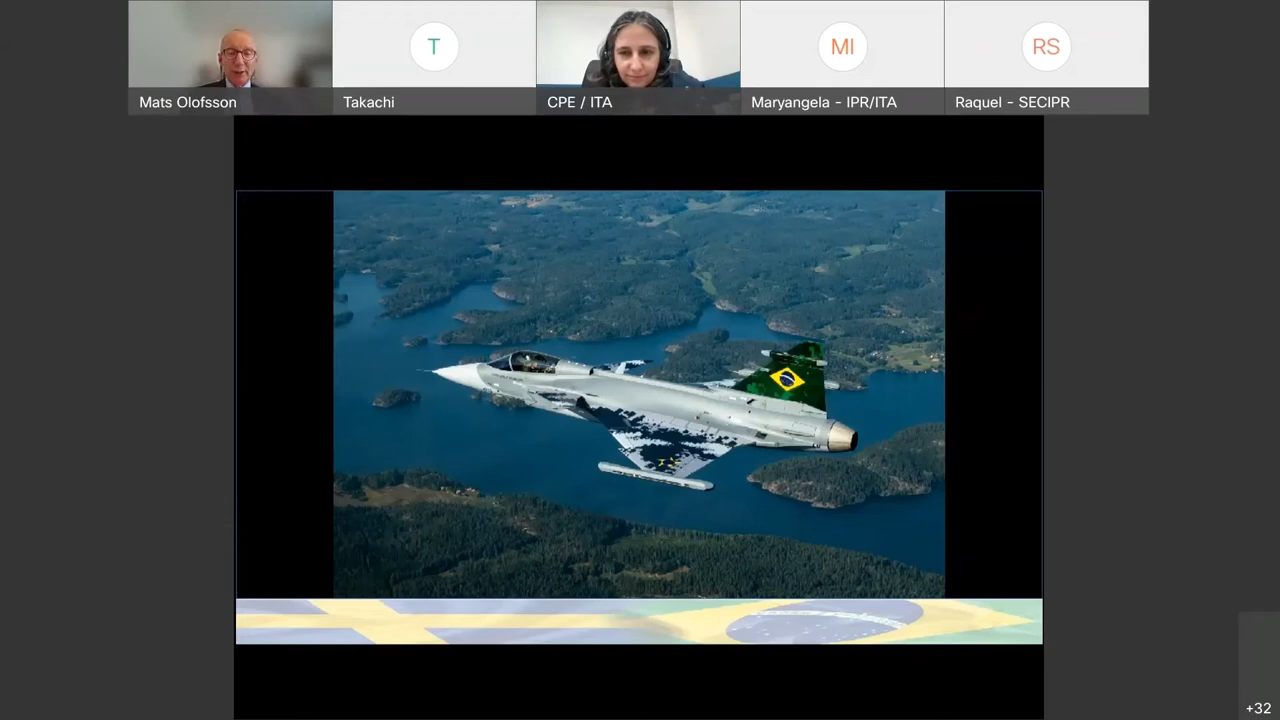 T
MI
RS
Mats Olofsson
Takachi
CPE / ITA
Maryangela - IPR/ITA
Raquel - SECIPR
+32